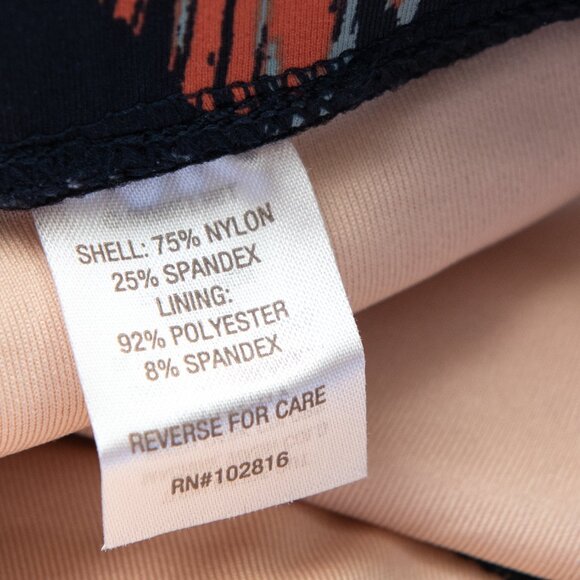 SHELL: 75% NYLON
25% SPANDEX
LINING:
92% POLYESTER
8% SPANDEX
REVERSE FOR CARE
RN#102816